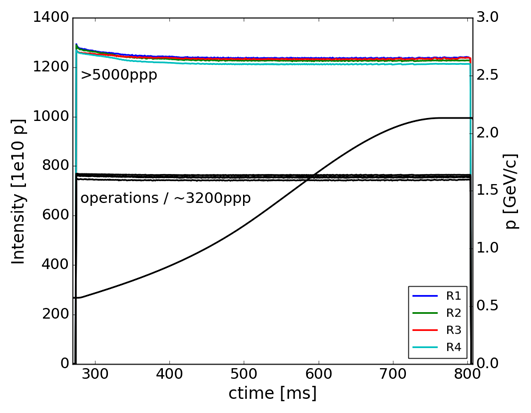 1400
1200
1000
800
600
400
200
0
Intensity [1e10 p]
>5000ppp
operations / ~3200ppp
3.0
2.5
2.0
1.5
1.0
0.5
0.0
p [GeV/c]
R1
R2
R3
R4
300 400 500 600 700 800
ctime [ms]